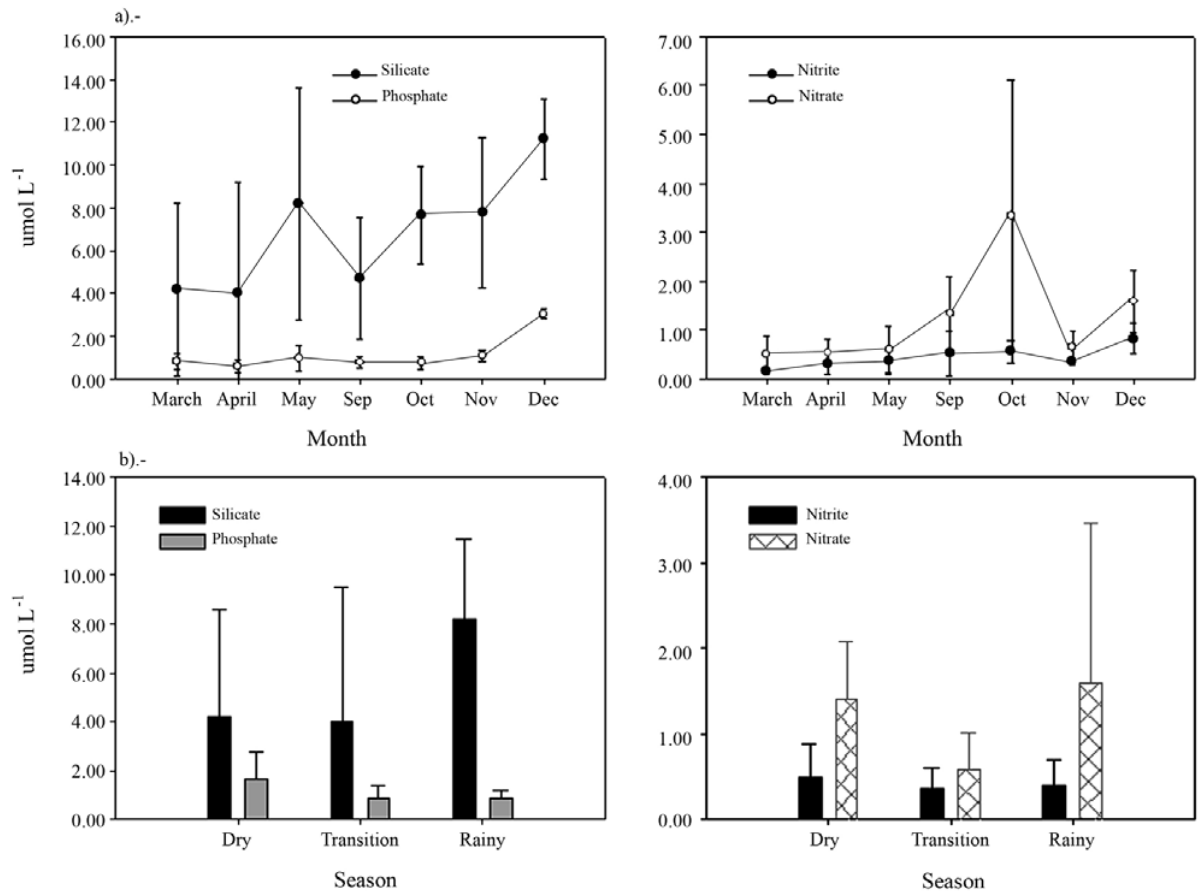 a).-
16.00
14.00
12.00
10.00
8.00
6.00
4.00
2.00
0.00
umol L⁻¹
Silicate
Phosphate
March April May Sep Oct Nov Dec
Month
7.00
6.00
5.00
4.00
3.00
2.00
1.00
0.00
Nitrite
Nitrate
March April May Sep Oct Nov Dec
Month
b).-
14.00
12.00
10.00
8.00
6.00
4.00
2.00
0.00
umol L⁻¹
Silicate
Phosphate
Dry Transition Rainy
Season
4.00
3.00
2.00
1.00
0.00
Nitrite
Nitrate
Dry Transition Rainy
Season